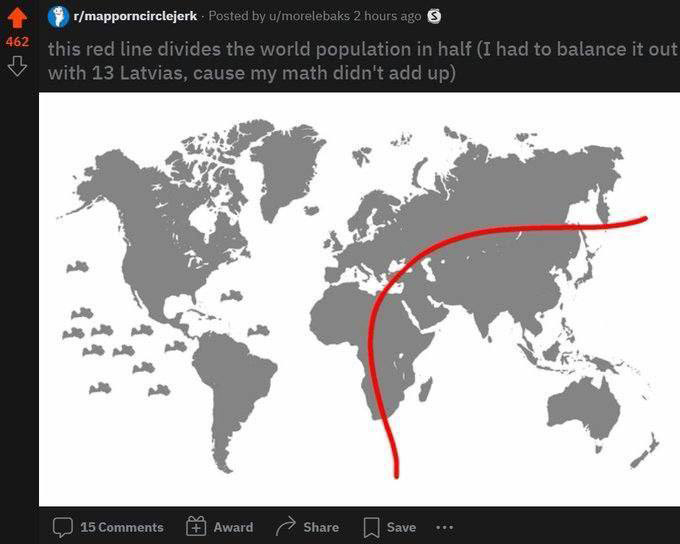 r/mapporncirclejerk · Posted by u/morelebaks 2 hours ago
462
this red line divides the world population in half (I had to balance it out
with 13 Latvias, cause my math didn't add up)
15 Comments Award Share Save ...